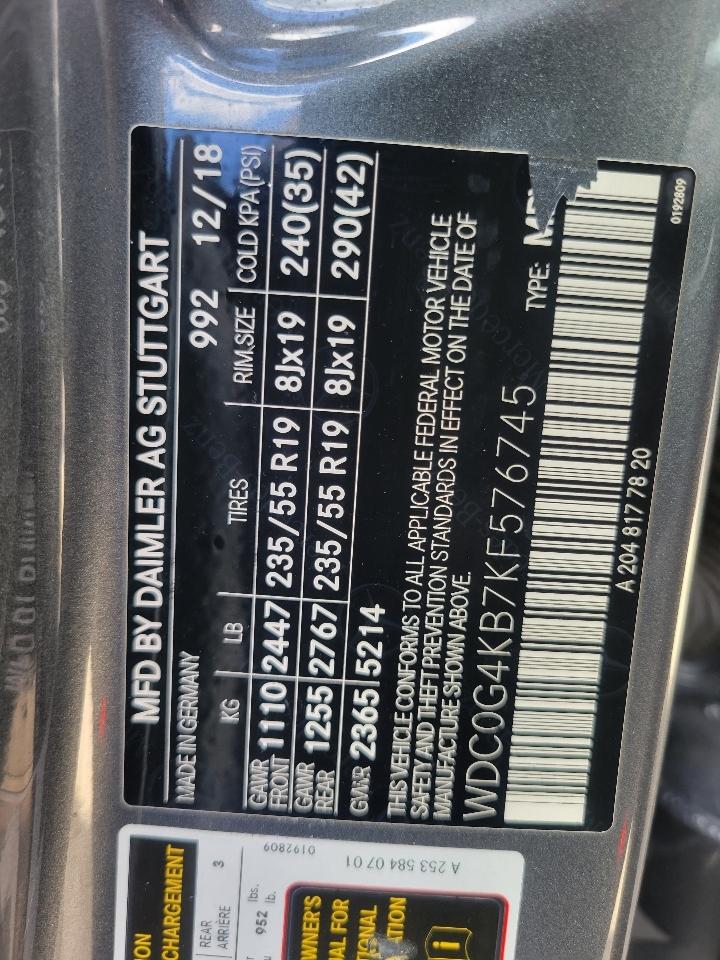 MFD BY DAIMLER AG STUTTGART
MADE IN GERMANY 992 12/18
KG LB TIRES RIM.SIZE COLD KPA(PSI)
GAWR FRONT 1110 2447 235/55 R19 8Jx19 240(35)
GAWR REAR 1255 2767 235/55 R19 8Jx19 290(42)
GVWR 2365 5214
THIS VEHICLE CONFORMS TO ALL APPLICABLE FEDERAL MOTOR VEHICLE
SAFETY AND THEFT PREVENTION STANDARDS IN EFFECT ON THE DATE OF
MANUFACTURE SHOWN ABOVE.
WDC0G4KB7KF576745 TYPE:
A 204 817 78 20
0192809
CHARGEMENT
REAR
ARRIÈRE 3
952 lbs.
lb.
0192809
A 253 584 07 01